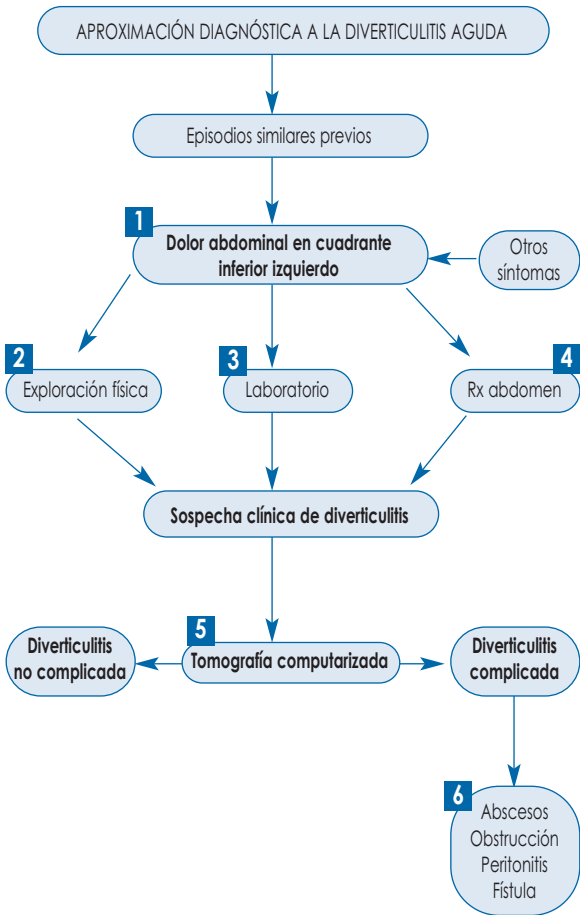 APROXIMACIÓN DIAGNÓSTICA A LA DIVERTICULITIS AGUDA
Episodios similares previos
1
Dolor abdominal en cuadrante
inferior izquierdo
Otros
síntomas
2
Exploración física
3
Laboratorio
4
Rx abdomen
Sospecha clínica de diverticulitis
Diverticulitis
no complicada
5
Tomografía computarizada
Diverticulitis
complicada
6
Abscesos
Obstrucción
Peritonitis
Fístula